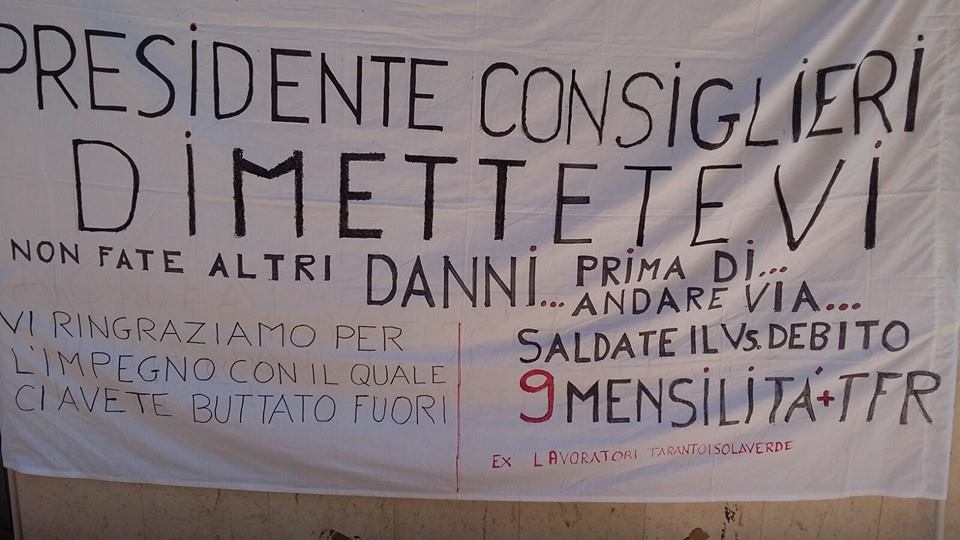 PRESIDENTE CONSIGLIERI
DIMETTETEVI
NON FATE ALTRI DANNI... PRIMA DI...
ANDARE VIA...
VI RINGRAZIAMO PER
L'IMPEGNO CON IL QUALE
CI AVETE BUTTATO FUORI
SALDATE IL Vs. DEBITO
9 MENSILITÁ+TFR
EX LAVORATORI TARANTOISOLAVERDE